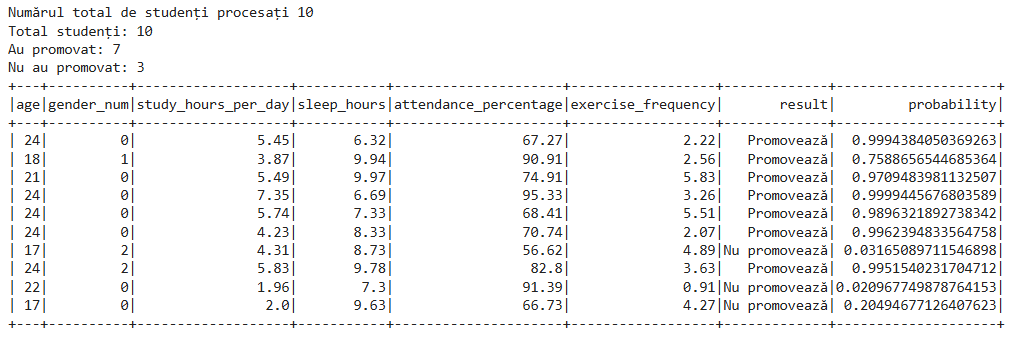 Numărul total de studenți procesați 10
Total studenți: 10
Au promovat: 7
Nu au promovat: 3
+---+----------+-------------------+-----------+---------------------+------------------+-------------+--------------------+
|age|gender_num|study_hours_per_day|sleep_hours|attendance_percentage|exercise_frequency|       result|         probability|
+---+----------+-------------------+-----------+---------------------+------------------+-------------+--------------------+
| 24|         0|               5.45|       6.32|                67.27|              2.22|   Promovează|  0.9994384050369263|
| 18|         1|               3.87|       9.94|                90.91|              2.56|   Promovează|  0.7588656544685364|
| 21|         0|               5.49|       9.97|                74.91|              5.83|   Promovează|  0.9709483981132507|
| 24|         0|               7.35|       6.69|                95.33|              3.26|   Promovează|  0.9999445676803589|
| 24|         0|               5.74|       7.33|                68.41|              5.51|   Promovează|  0.9896321892738342|
| 24|         0|               4.23|       8.33|                70.74|              2.07|   Promovează|  0.9962394833564758|
| 17|         2|               4.31|       8.73|                56.62|              4.89|Nu promovează| 0.03165089711546898|
| 24|         2|               5.83|       9.78|                 82.8|              3.63|   Promovează|  0.9951540231704712|
| 22|         0|               1.96|        7.3|                91.39|              0.91|Nu promovează|0.020967749878764153|
| 17|         0|                2.0|       9.63|                66.73|              4.27|Nu promovează| 0.20494677126407623|
+---+----------+-------------------+-----------+---------------------+------------------+-------------+--------------------+